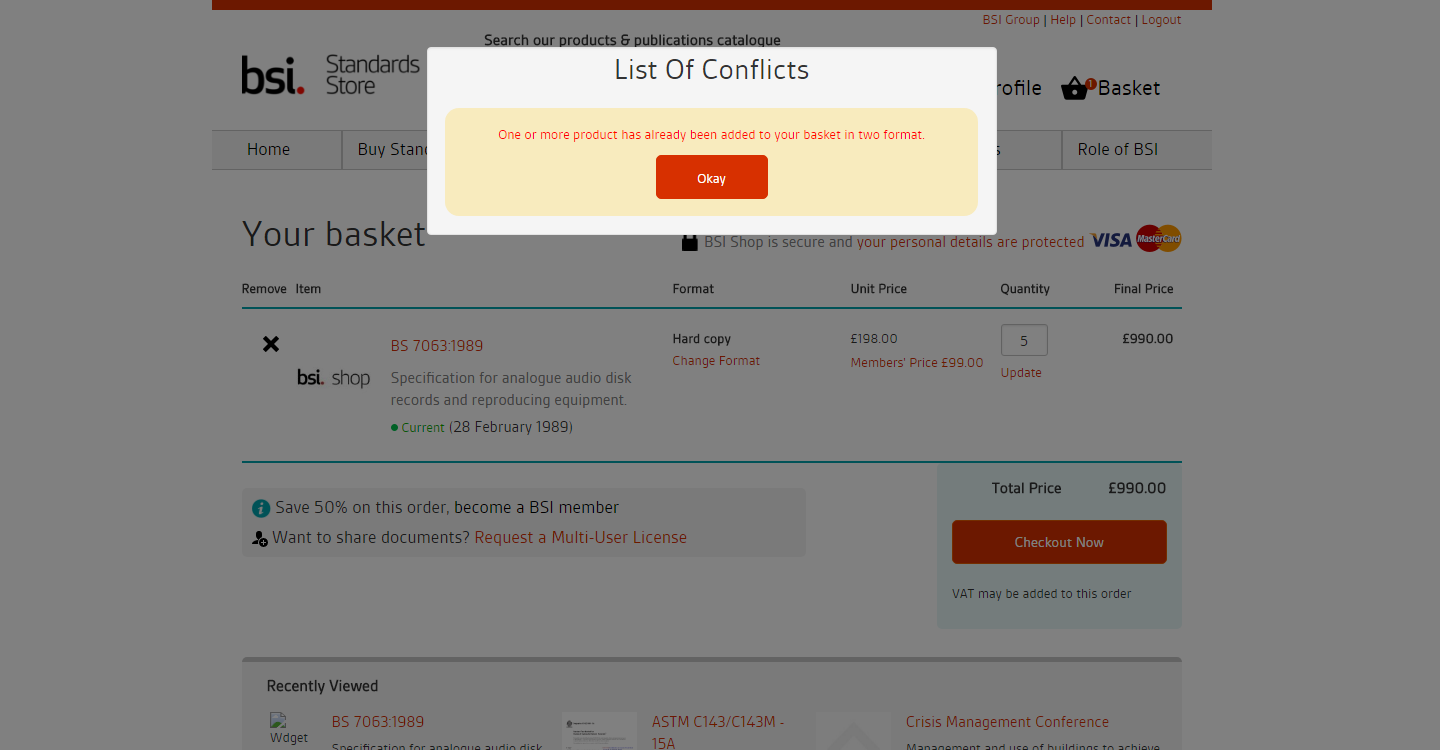 BSI Group | Help | Contact | Logout
Search our products & publications catalogue
bsi.
Standards
Store
List Of Conflicts
rofile
1
Basket
One or more product has already been added to your basket in two format.
Okay
Home
Buy Stand
s
Role of BSI
Your basket
BSI Shop is secure and your personal details are protected
VISA
MasterCard
Remove Item Format Unit Price Quantity Final Price
BS 7063:1989
Hard copy
£198.00
5
£990.00
Change Format
Members' Price £99.00
Update
bsi. shop
Specification for analogue audio disk
records and reproducing equipment.
Current (28 February 1989)
Total Price £990.00
Save 50% on this order, become a BSI member
Want to share documents? Request a Multi-User License
Checkout Now
VAT may be added to this order
Recently Viewed
Wdget
BS 7063:1989
Specification for analogue audio disk
ASTM C143/C143M -
15A
Crisis Management Conference
Management and use of buildings to achieve